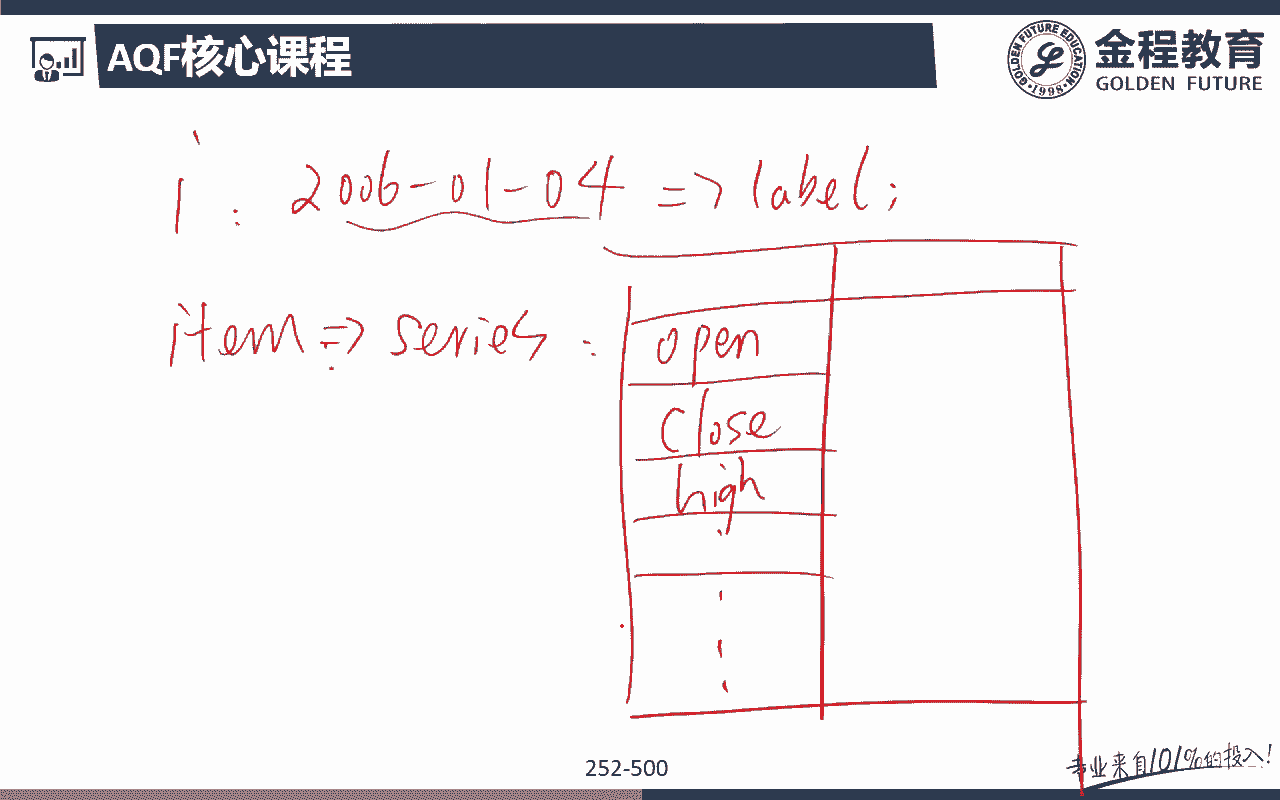 AQF核心课程
金程教育
GOLDEN FUTURE
GOLDEN FUTURE EDUCATION
·1998·
i : 2006-01-04 => label;
item => series :
open
close
high
252-500
专业来自101%的投入!